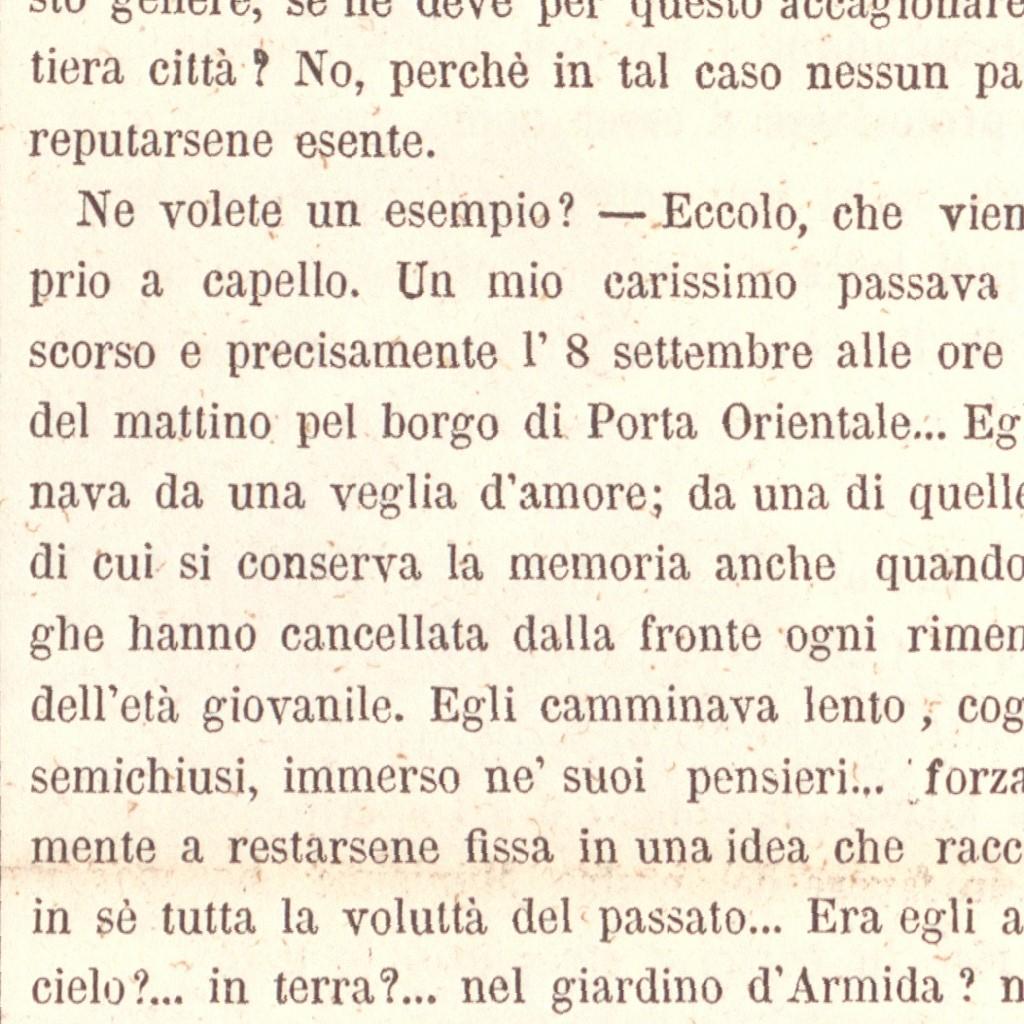 sto genere, se ne deve per questo accagionare
tiera città? No, perchè in tal caso nessun pa
reputarsene esente.
Ne volete un esempio? — Eccolo, che vien
prio a capello. Un mio carissimo passava
scorso e precisamente l' 8 settembre alle ore
del mattino pel borgo di Porta Orientale... Eg
nava da una veglia d'amore; da una di quelle
di cui si conserva la memoria anche quando
ghe hanno cancellata dalla fronte ogni rimem
dell'età giovanile. Egli camminava lento, cog
semichiusi, immerso ne' suoi pensieri... forza
mente a restarsene fissa in una idea che racc
in sè tutta la voluttà del passato... Era egli a
cielo?... in terra?... nel giardino d'Armida? n